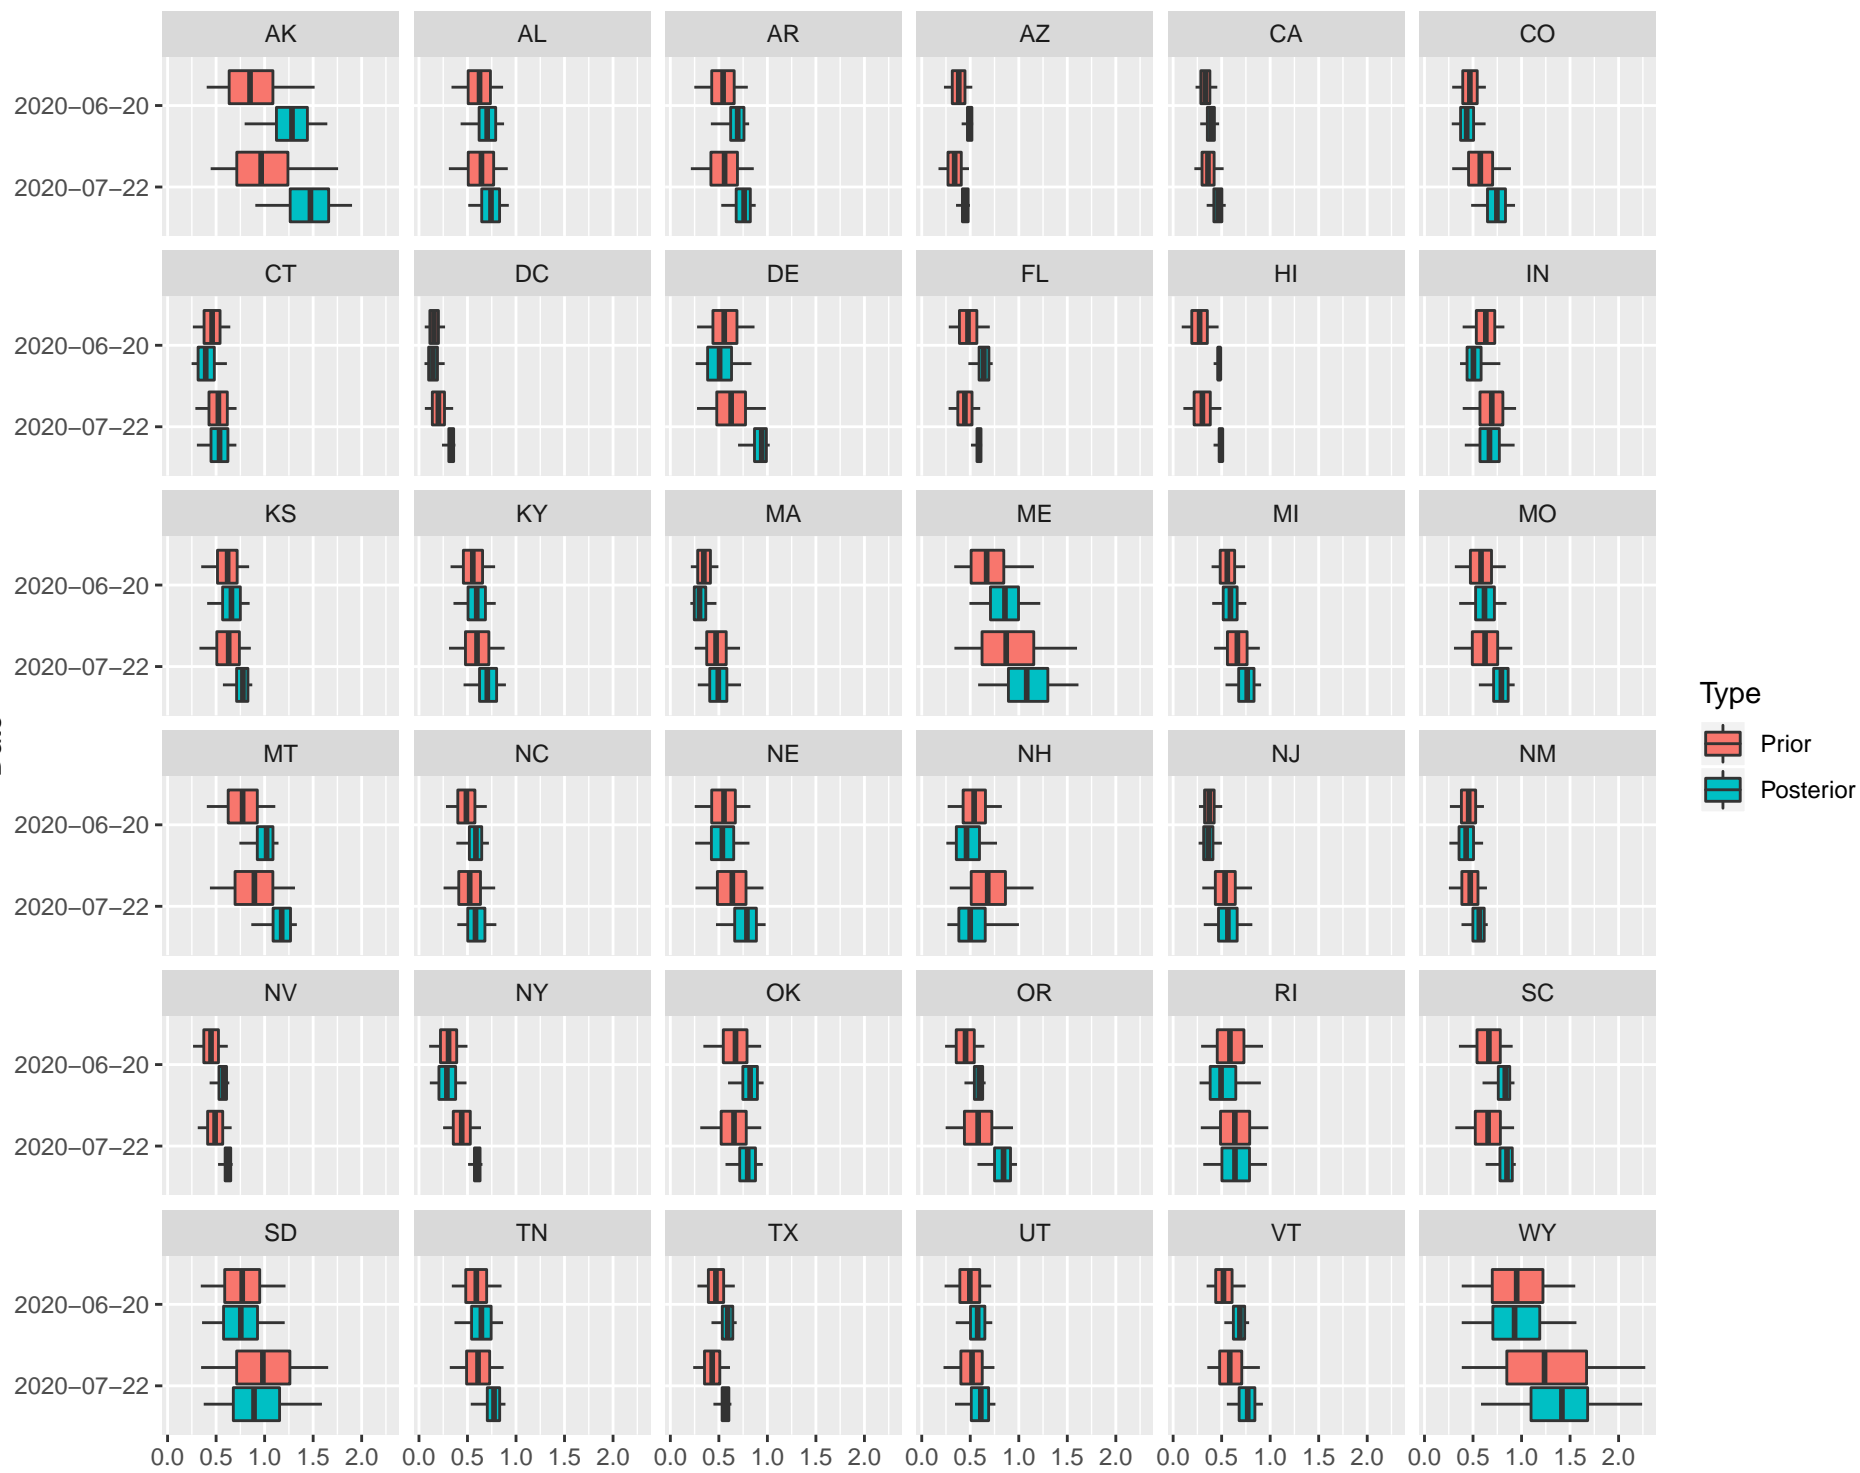 AK AL AR AZ CA CO
2020−06−20
2020−07−22
CT DC DE FL HI IN
2020−06−20
2020−07−22
KS KY MA ME MI MO
2020−06−20
2020−07−22
MT NC NE NH NJ NM
2020−06−20
2020−07−22
NV NY OK OR RI SC
2020−06−20
2020−07−22
SD TN TX UT VT WY
2020−06−20
2020−07−22
0.0 0.5 1.0 1.5 2.0 0.0 0.5 1.0 1.5 2.0 0.0 0.5 1.0 1.5 2.0 0.0 0.5 1.0 1.5 2.0 0.0 0.5 1.0 1.5 2.0 0.0 0.5 1.0 1.5 2.0
Type
Prior
Posterior